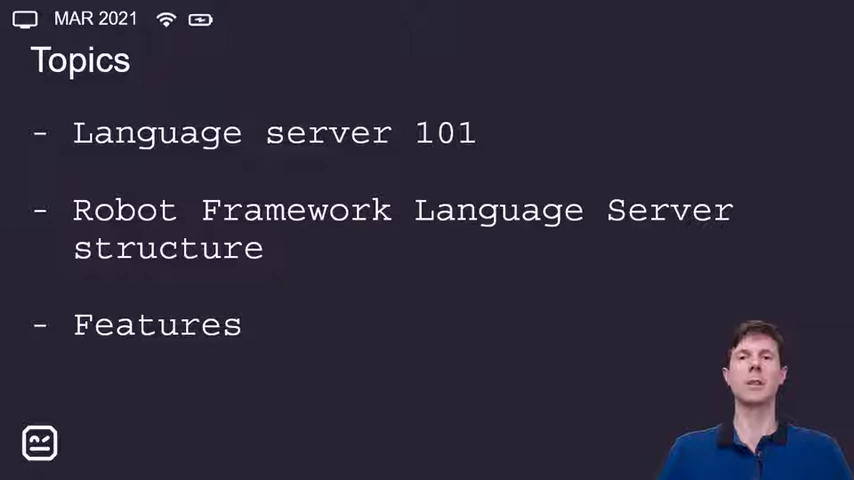 MAR 2021
Topics
- Language server 101
- Robot Framework Language Server
structure
- Features